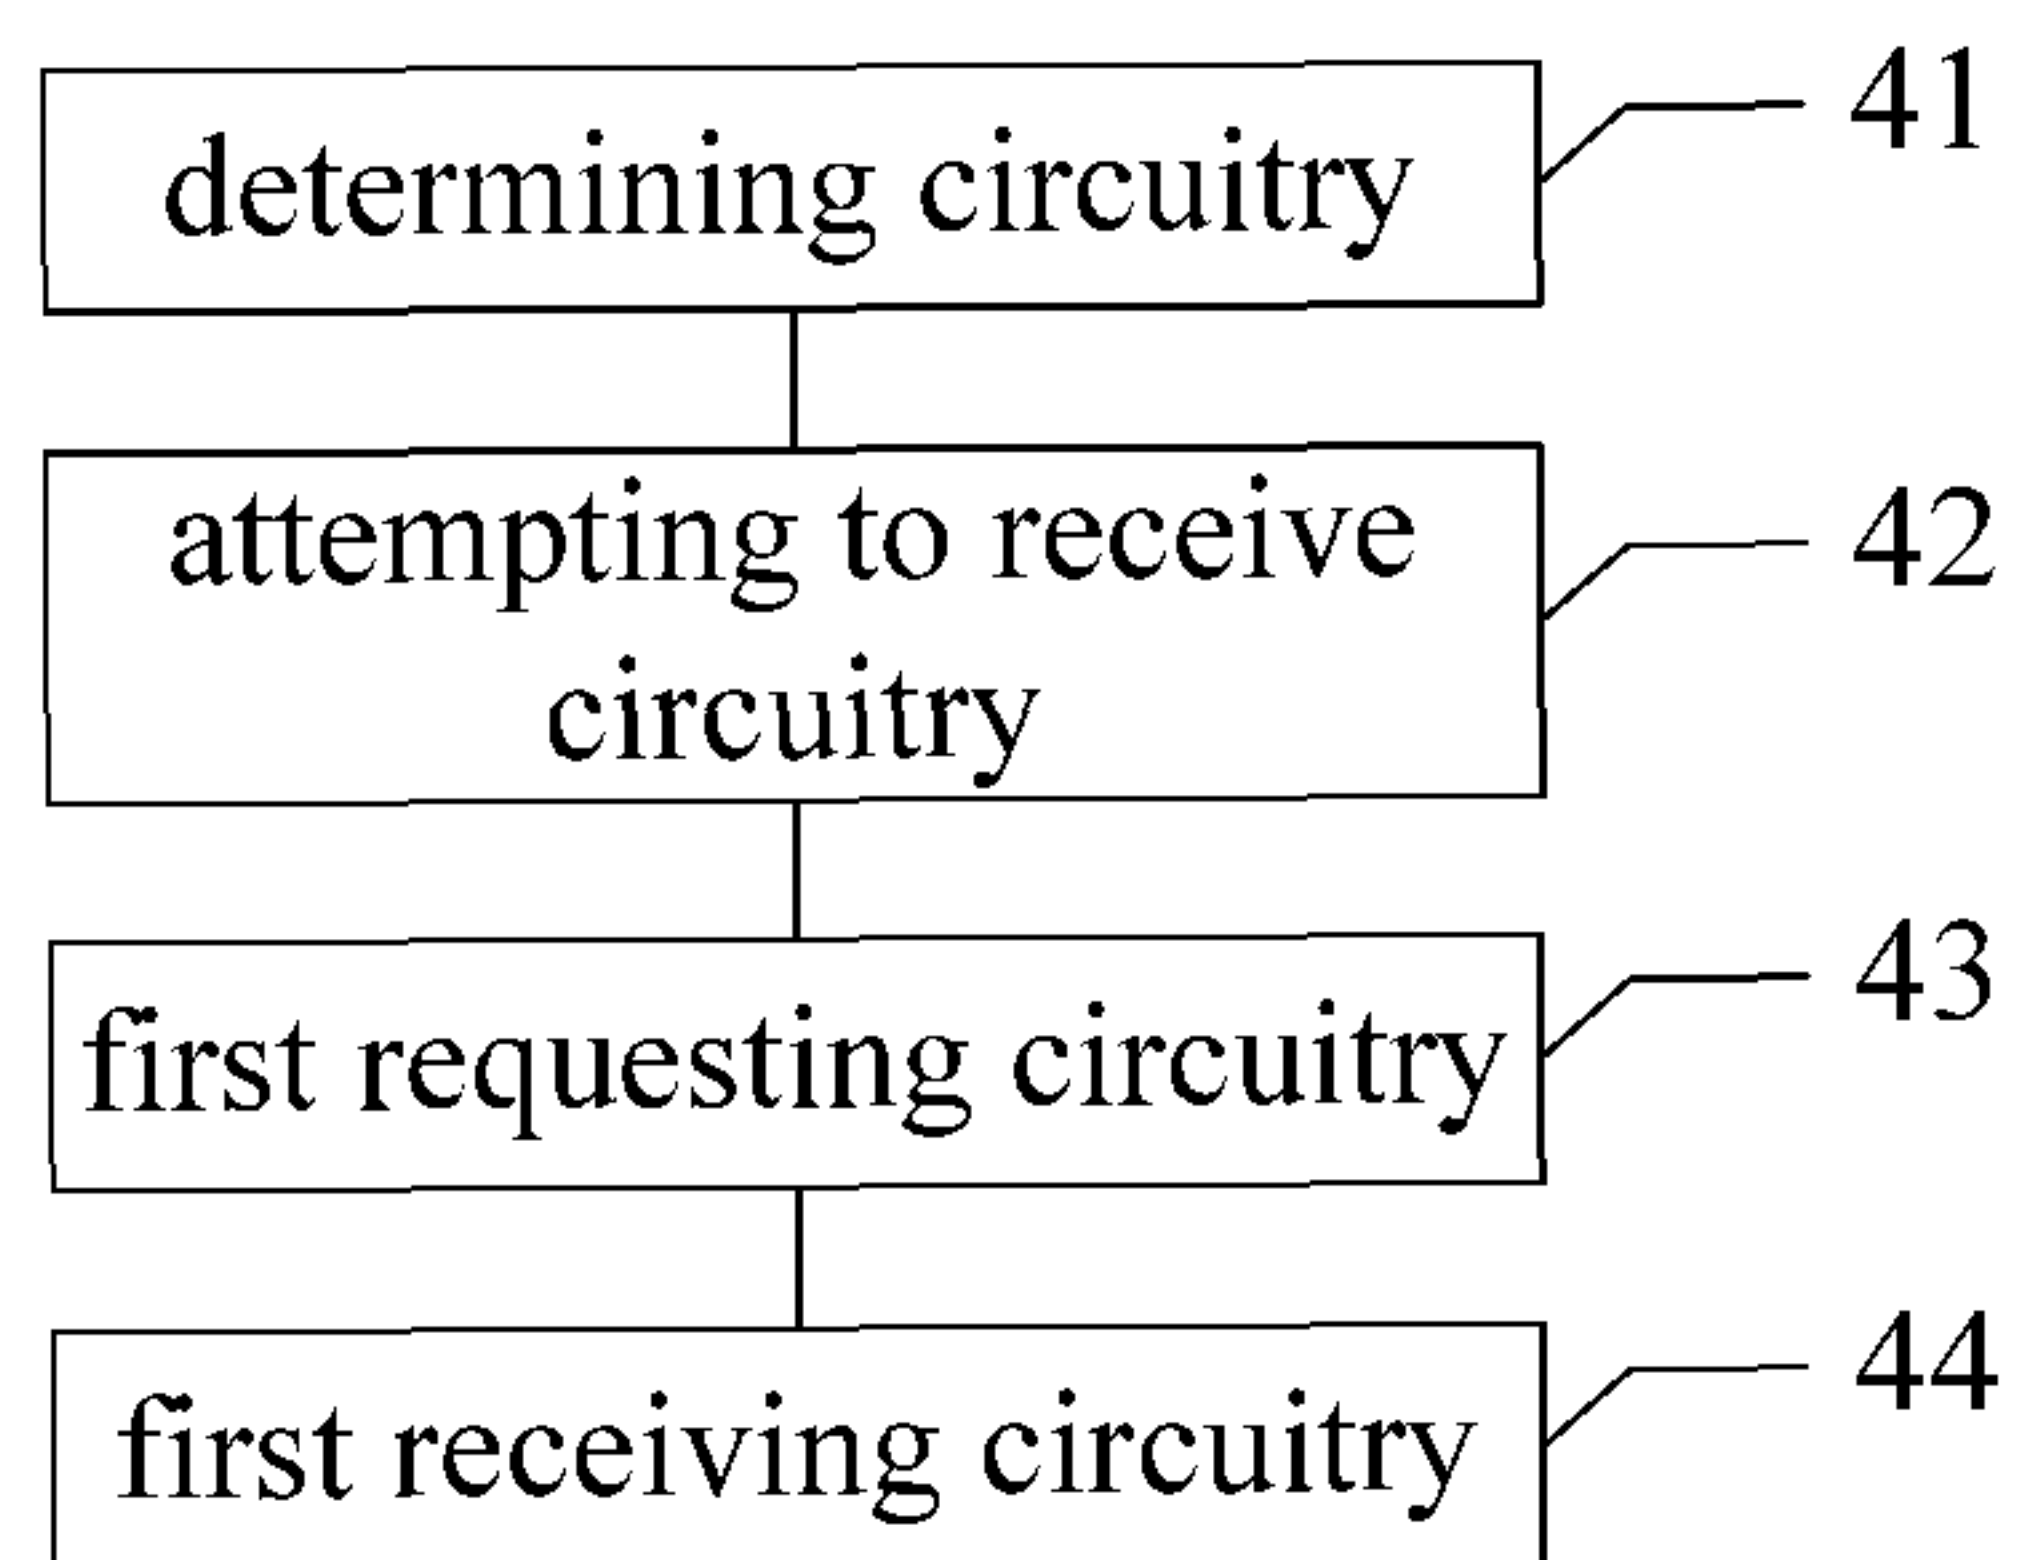 determining circuitry
41
attempting to receive
circuitry
42
first requesting circuitry
43
first receiving circuitry
44